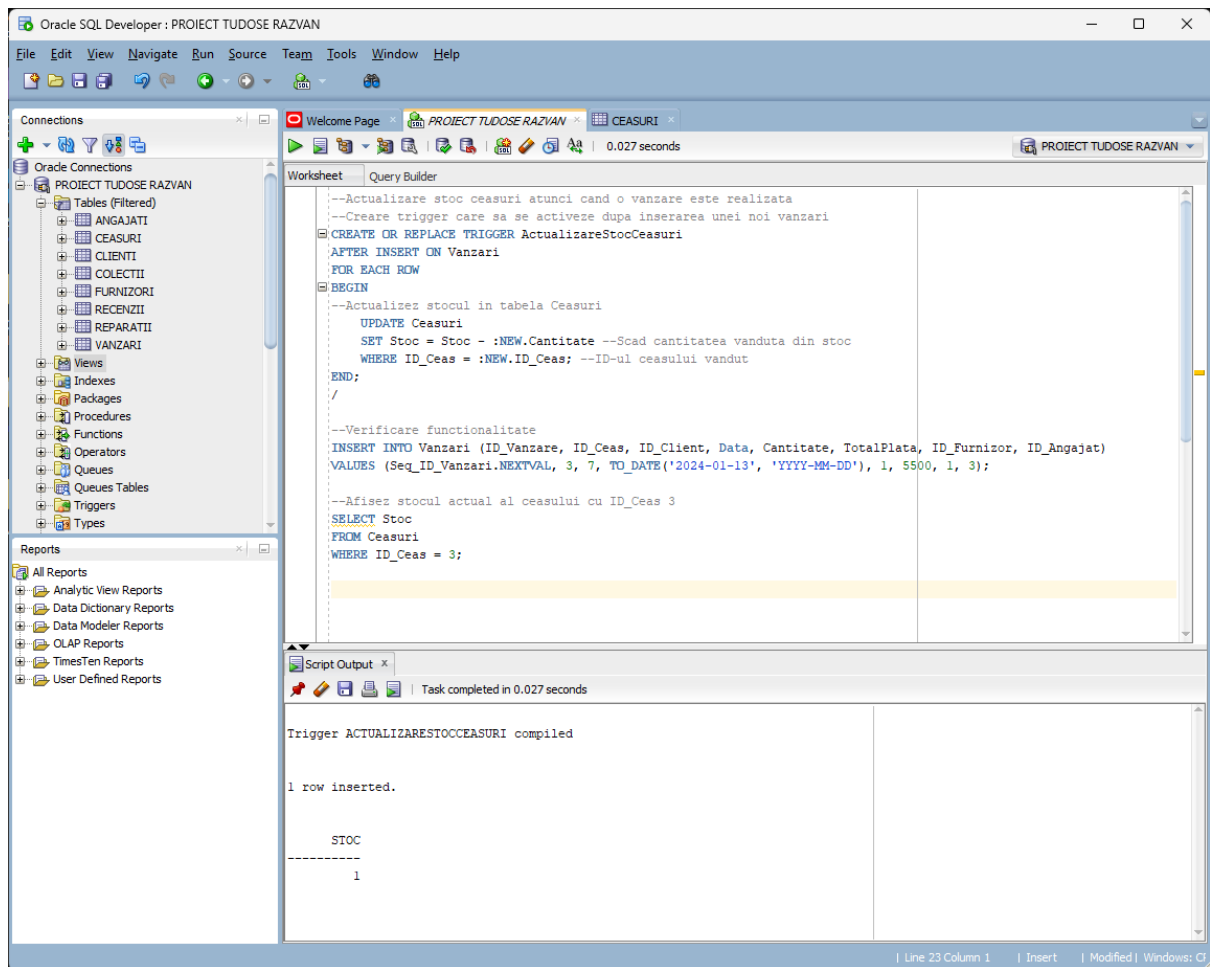 Oracle SQL Developer : PROIECT TUDOSE RAZVAN
File Edit View Navigate Run Source Team Tools Window Help
Connections
Oracle Connections
PROIECT TUDOSE RAZVAN
Tables (Filtered)
ANGAJATI
CEASURI
CLIENTI
COLECTII
FURNIZORI
RECENZII
REPARATII
VANZARI
Views
Indexes
Packages
Procedures
Functions
Operators
Queues
Queues Tables
Triggers
Types
Reports
All Reports
Analytic View Reports
Data Dictionary Reports
Data Modeler Reports
OLAP Reports
TimesTen Reports
User Defined Reports
Welcome Page PROIECT TUDOSE RAZVAN CEASURI
0.027 seconds PROIECT TUDOSE RAZVAN
Worksheet Query Builder
--Actualizare stoc ceasuri atunci cand o vanzare este realizata
--Creare trigger care sa se activeze dupa inserarea unei noi vanzari
CREATE OR REPLACE TRIGGER ActualizareStocCeasuri
AFTER INSERT ON Vanzari
FOR EACH ROW
BEGIN
--Actualizez stocul in tabela Ceasuri
UPDATE Ceasuri
SET Stoc = Stoc - :NEW.Cantitate --Scad cantitatea vanduta din stoc
WHERE ID_Ceas = :NEW.ID_Ceas; --ID-ul ceasului vandut
END;
/
--Verificare functionalitate
INSERT INTO Vanzari (ID_Vanzare, ID_Ceas, ID_Client, Data, Cantitate, TotalPlata, ID_Furnizor, ID_Angajat)
VALUES (Seq_ID_Vanzari.NEXTVAL, 3, 7, TO_DATE('2024-01-13', 'YYYY-MM-DD'), 1, 5500, 1, 3);
--Afisez stocul actual al ceasului cu ID_Ceas 3
SELECT Stoc
FROM Ceasuri
WHERE ID_Ceas = 3;
Script Output
Task completed in 0.027 seconds
Trigger ACTUALIZARESTOCCEASURI compiled
1 row inserted.
STOC
----------
1
| Line 23 Column 1 | Insert | Modified | Windows: CF